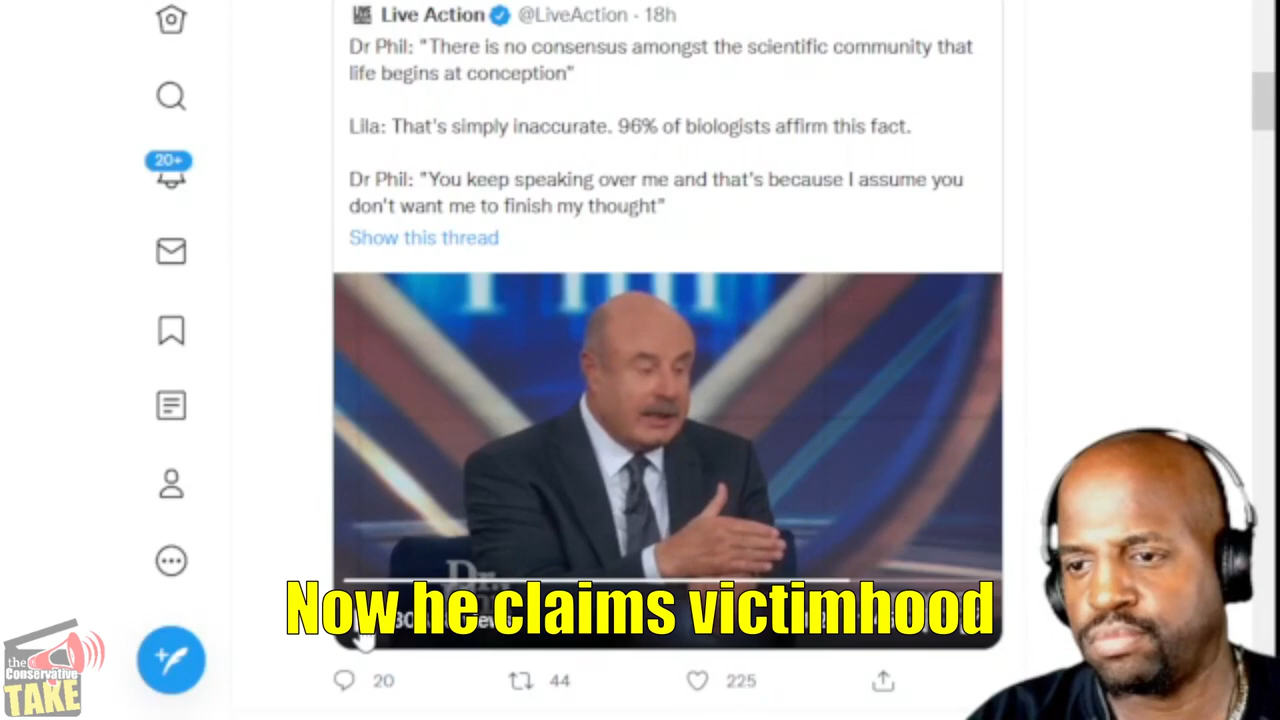 Live Action @LiveAction - 18h
Dr Phil: "There is no consensus amongst the scientific community that
life begins at conception"
Lila: That's simply inaccurate. 96% of biologists affirm this fact.
Dr Phil: "You keep speaking over me and that's because I assume you
don't want me to finish my thought"
Show this thread
20+
Dr.
Now he claims victimhood
20 44 225
the
Conservative
TAKE